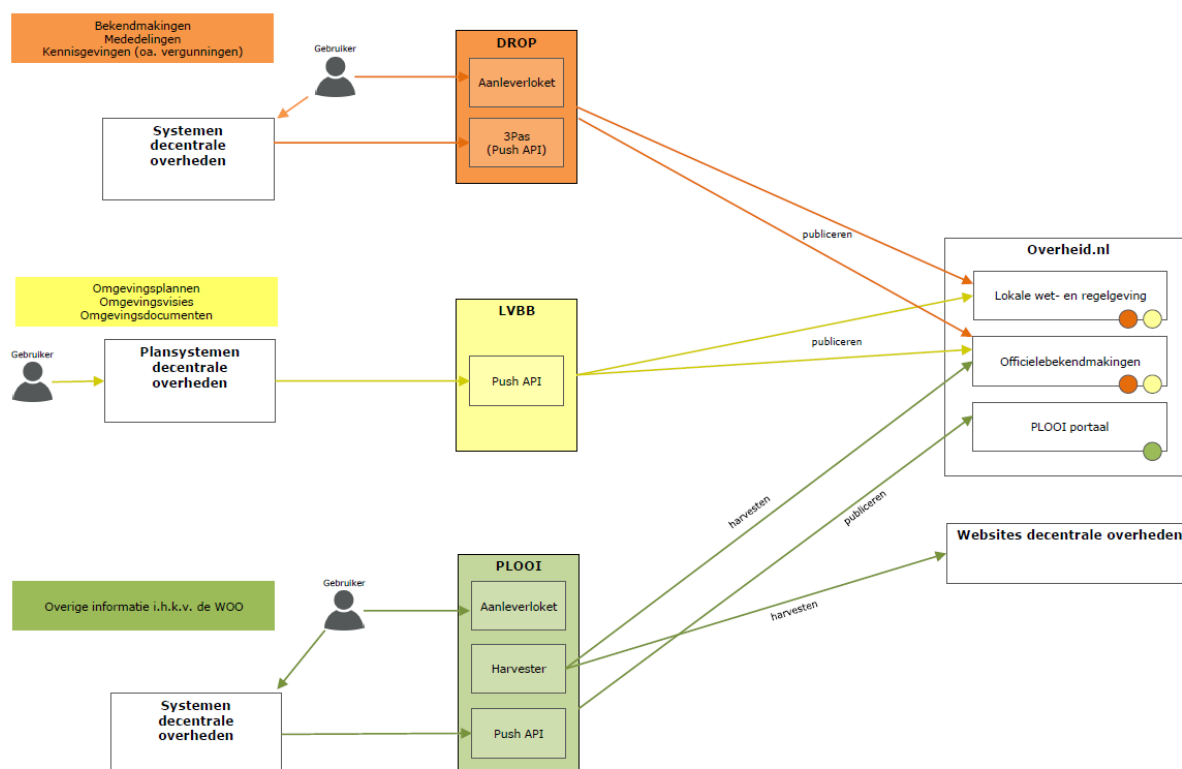 Bekendmakingen
Mededelingen
Kennisgevingen (oa. vergunningen)
Gebruiker
DROP
Aanleverloket
Systemen
decentrale
overheden
3Pas
(Push API)
publiceren
Overheid.nl
Lokale wet- en regelgeving
Officielebekendmakingen
PLOOI portaal
Omgevingsplannen
Omgevingsvisies
Omgevingsdocumenten
Gebruiker
Plansystemen
decentrale
overheden
LVBB
Push API
publiceren
harvesten
publiceren
Websites decentrale overheden
harvesten
Overige informatie i.h.k.v. de WOO
Gebruiker
PLOOI
Aanleverloket
Harvester
Push API
Systemen
decentrale
overheden